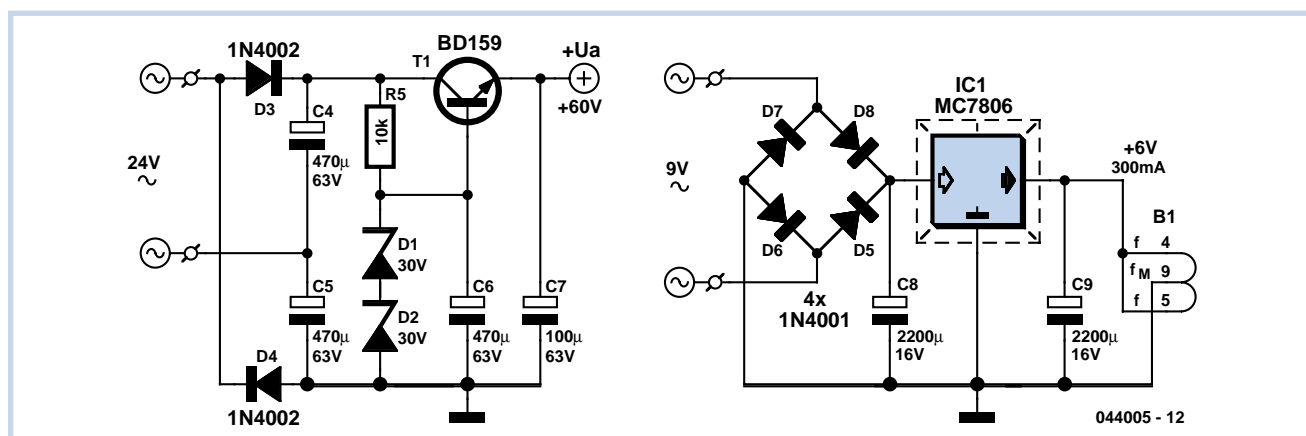 1N4002
D3
24V
C4
470µ
63V
C5
470µ
63V
D4
1N4002
R5
10k
D1
30V
D2
30V
T1
BD159
C6
470µ
63V
C7
100µ
63V
+Ua
+60V
9V
D7
D8
D6
D5
4x
1N4001
C8
2200µ
16V
IC1
MC7806
C9
2200µ
16V
+6V
300mA
B1
f 4
fM 9
f 5
044005 - 12